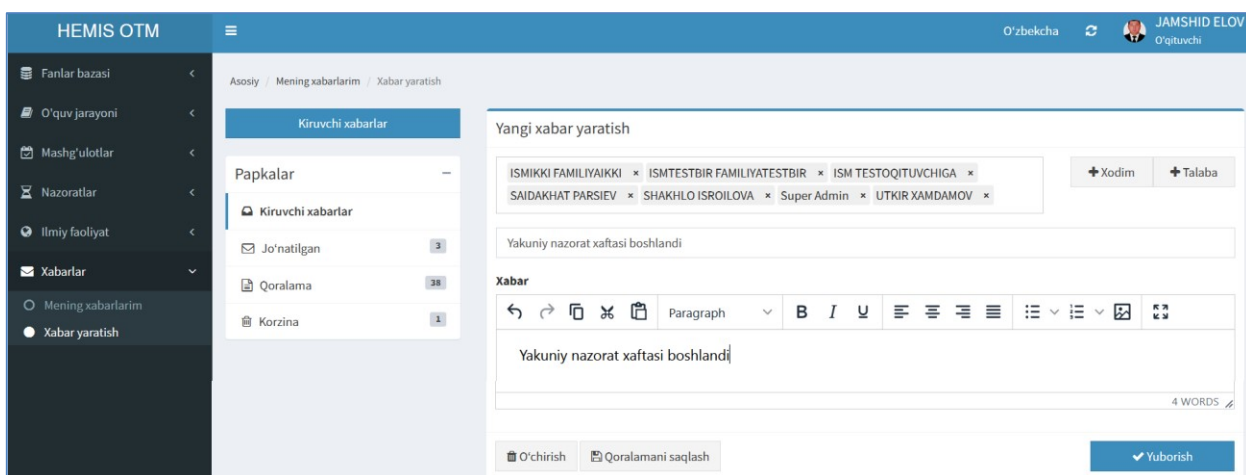 HEMIS OTM
O'zbekcha
JAMSHID ELOV
O'qituvchi
Fanlar bazasi
O'quv jarayoni
Mashg'ulotlar
Nazoratlar
Ilmiy faoliyat
Xabarlar
Mening xabarlarim
Xabar yaratish
Asosiy / Mening xabarlarim / Xabar yaratish
Kiruvchi xabarlar
Papkalar
Kiruvchi xabarlar
Jo'natilgan 3
Qoralama 38
Korzina 1
Yangi xabar yaratish
ISMIKKI FAMILIYAIKKI × ISMTESTBIR FAMILIYATESTBIR × ISM TESTOQITUVCHIGA ×
SAIDAKHAT PARSIEV × SHAKHLO ISROILOVA × Super Admin × UTKIR XAMDAMOV ×
+Xodim +Talaba
Yakuniy nazorat xaftasi boshlandi
Xabar
Paragraph B I U
Yakuniy nazorat xaftasi boshlandi
4 WORDS
O'chirish Qoralamani saqlash Yuborish